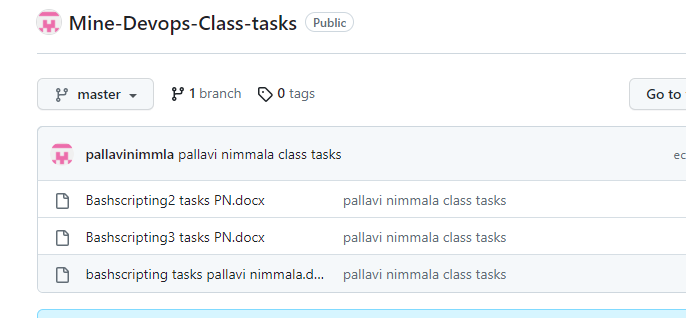 Mine-Devops-Class-tasks Public
master 1 branch 0 tags Go to
pallavinimmla pallavi nimmala class tasks ec
Bashscripting2 tasks PN.docx pallavi nimmala class tasks
Bashscripting3 tasks PN.docx pallavi nimmala class tasks
bashscripting tasks pallavi nimmala.d... pallavi nimmala class tasks